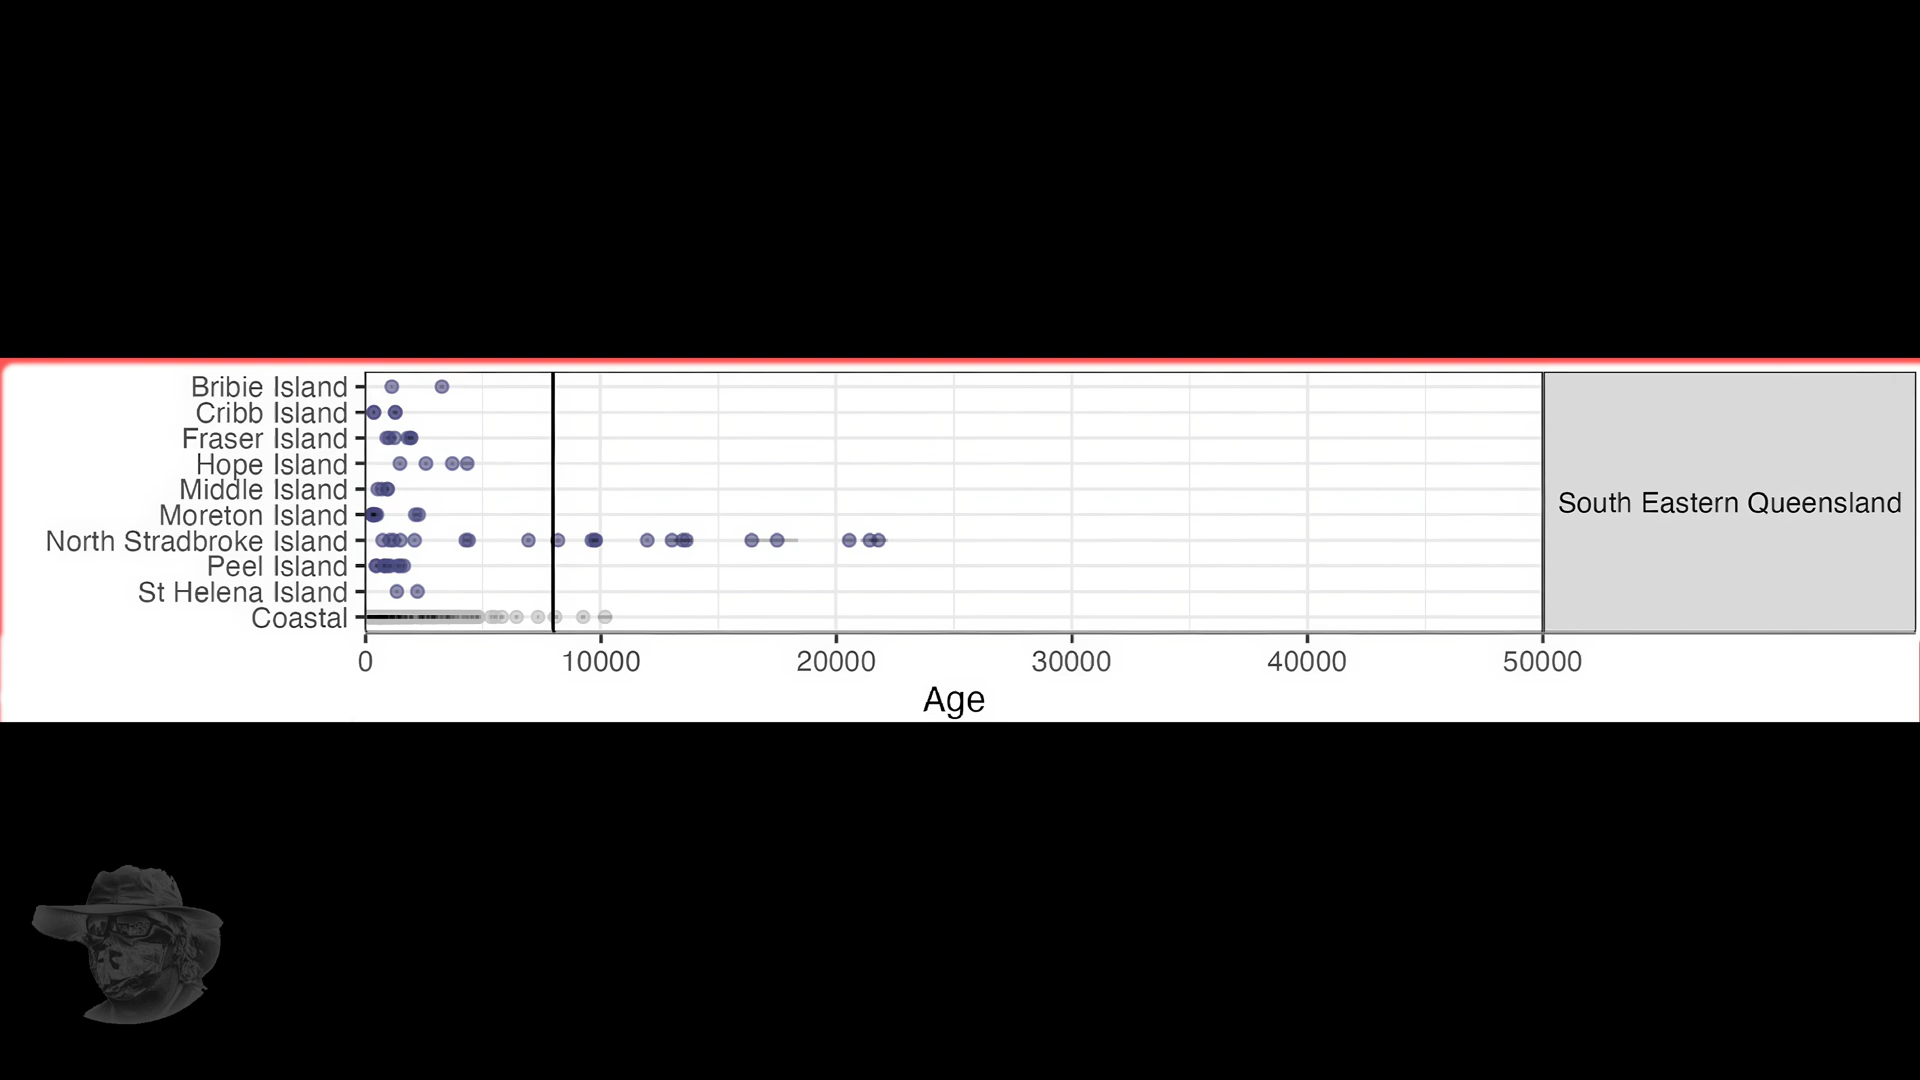 Bribie Island
Cribb Island
Fraser Island
Hope Island
Middle Island
Moreton Island
North Stradbroke Island
Peel Island
St Helena Island
Coastal
South Eastern Queensland
0 10000 20000 30000 40000 50000
Age